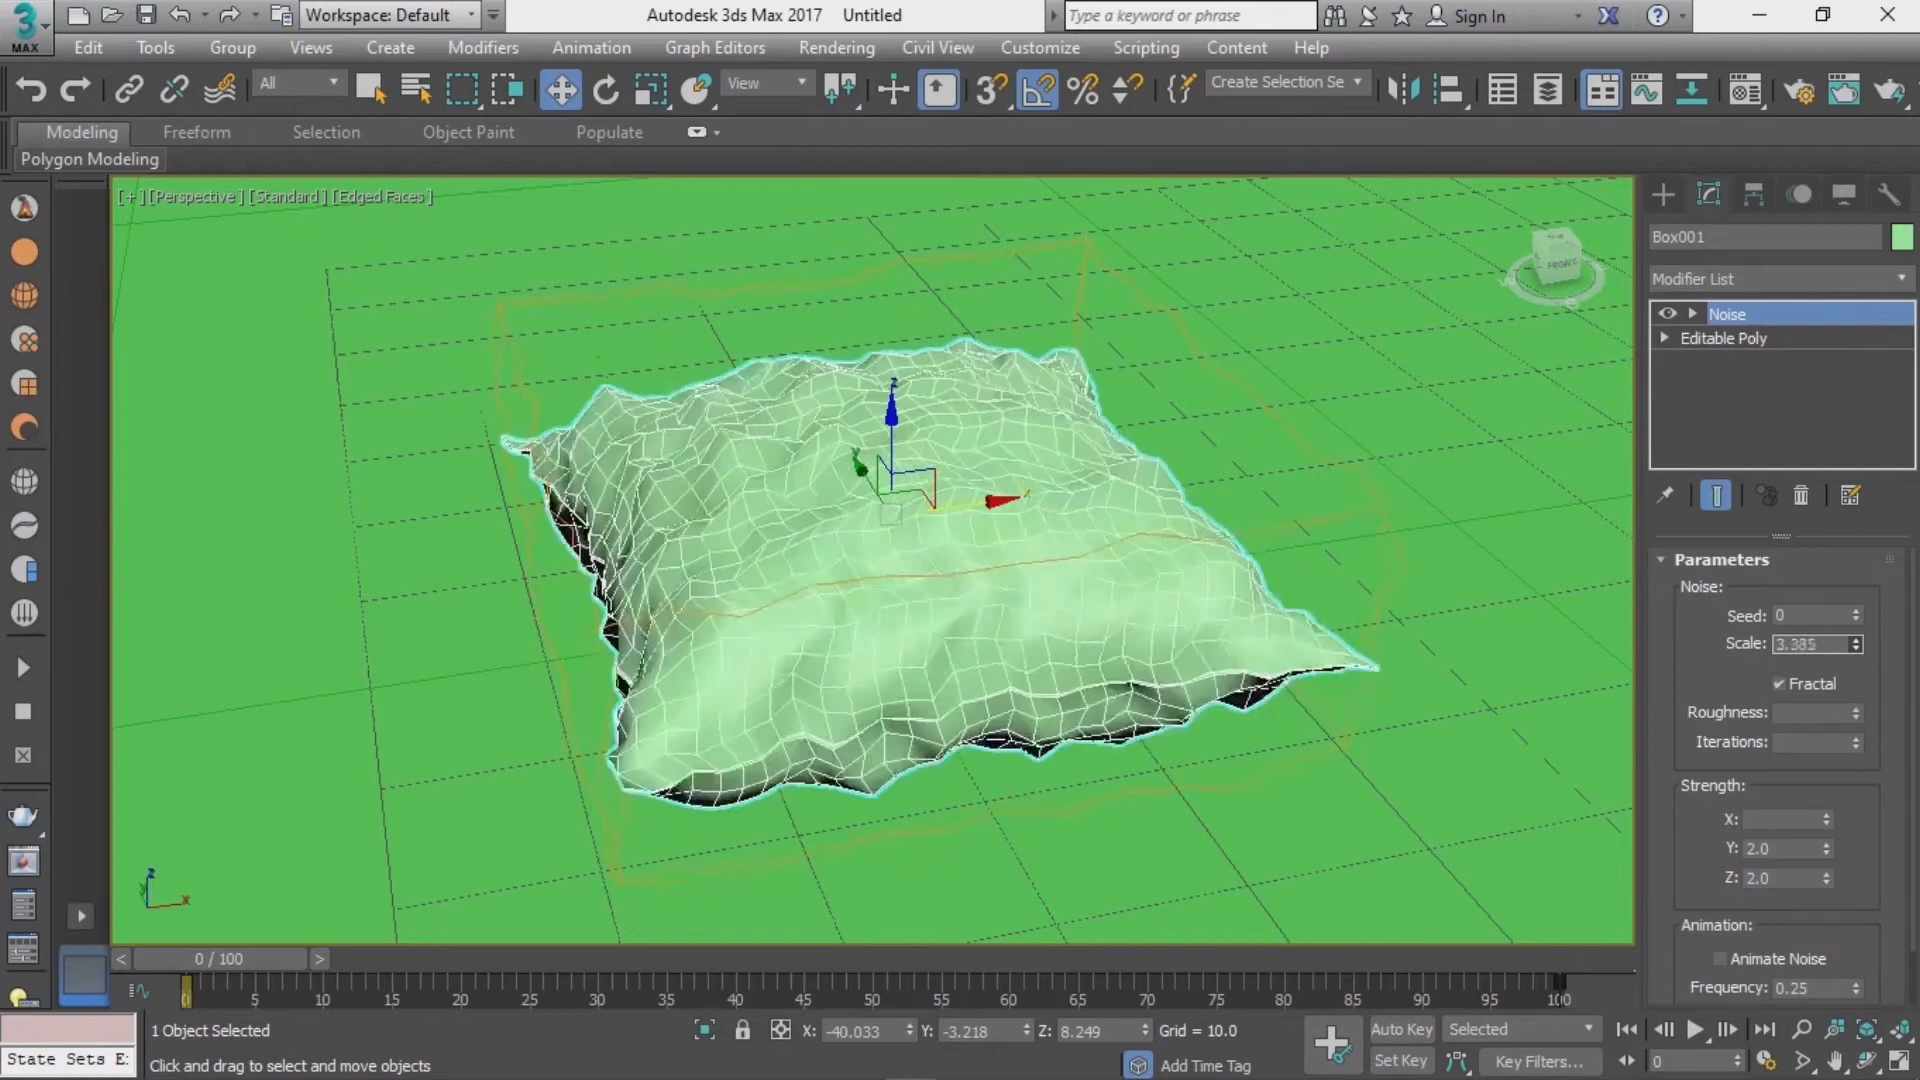 3
MAX
Workspace: Default
Autodesk 3ds Max 2017 Untitled
Type a keyword or phrase
Sign In
Edit Tools Group Views Create Modifiers Animation Graph Editors Rendering Civil View Customize Scripting Content Help
All
View
3
Create Selection Se
Modeling Freeform Selection Object Paint Populate
Polygon Modeling
[ + ] [Perspective ] [Standard ] [Edged Faces ]
FRONT
z
x
z
x
Box001
Modifier List
Noise
Editable Poly
Parameters
Noise:
Seed: 0
Scale: 3.385
Fractal
Roughness:
Iterations:
Strength:
X:
Y: 2.0
Z: 2.0
Animation:
Animate Noise
Frequency: 0.25
< 0 / 100 >
5 10 15 20 25 30 35 40 45 50 55 60 65 70 75 80 85 90 95 100
1 Object Selected
X: -40.033 Y: -3.218 Z: 8.249 Grid = 10.0
Auto Key Selected
State Sets E:
Click and drag to select and move objects
Add Time Tag
Set Key Key Filters...
0